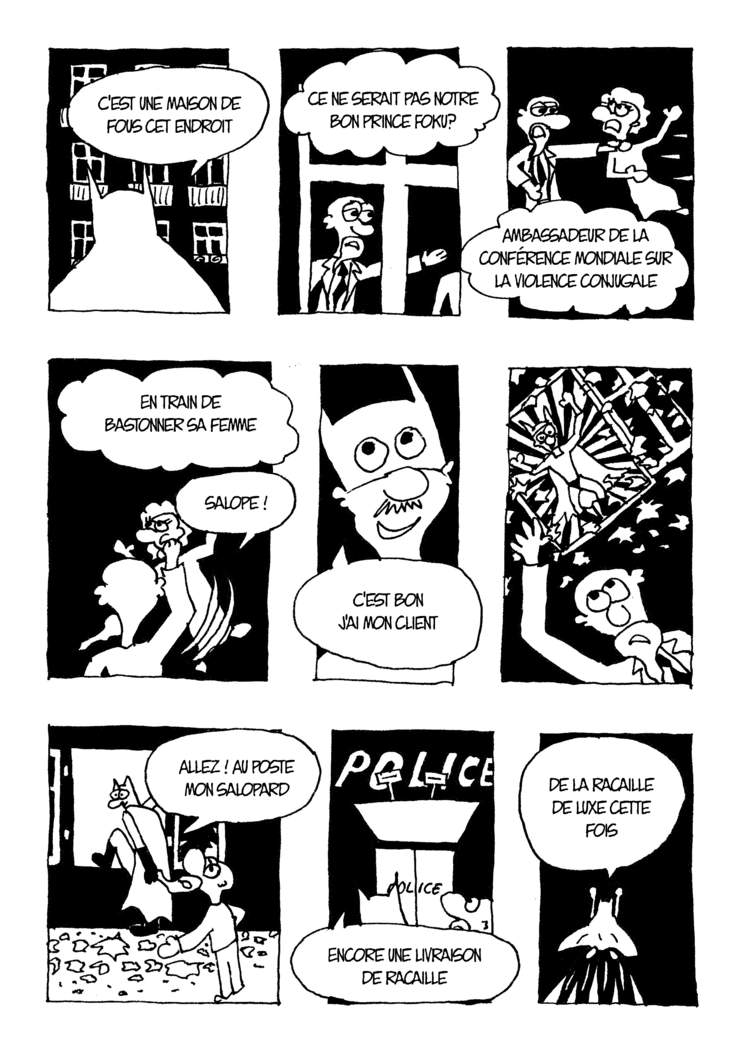 C'EST UNE MAISON DE
FOUS CET ENDROIT
CE NE SERAIT PAS NOTRE
BON PRINCE FOKU?
AMBASSADEUR DE LA
CONFÉRENCE MONDIALE SUR
LA VIOLENCE CONJUGALE
EN TRAIN DE
BASTONNER SA FEMME
SALOPE !
C'EST BON
J'AI MON CLIENT
ALLEZ ! AU POSTE
MON SALOPARD
POLICE
POLICE
ENCORE UNE LIVRAISON
DE RACAILLE
DE LA RACAILLE
DE LUXE CETTE
FOIS